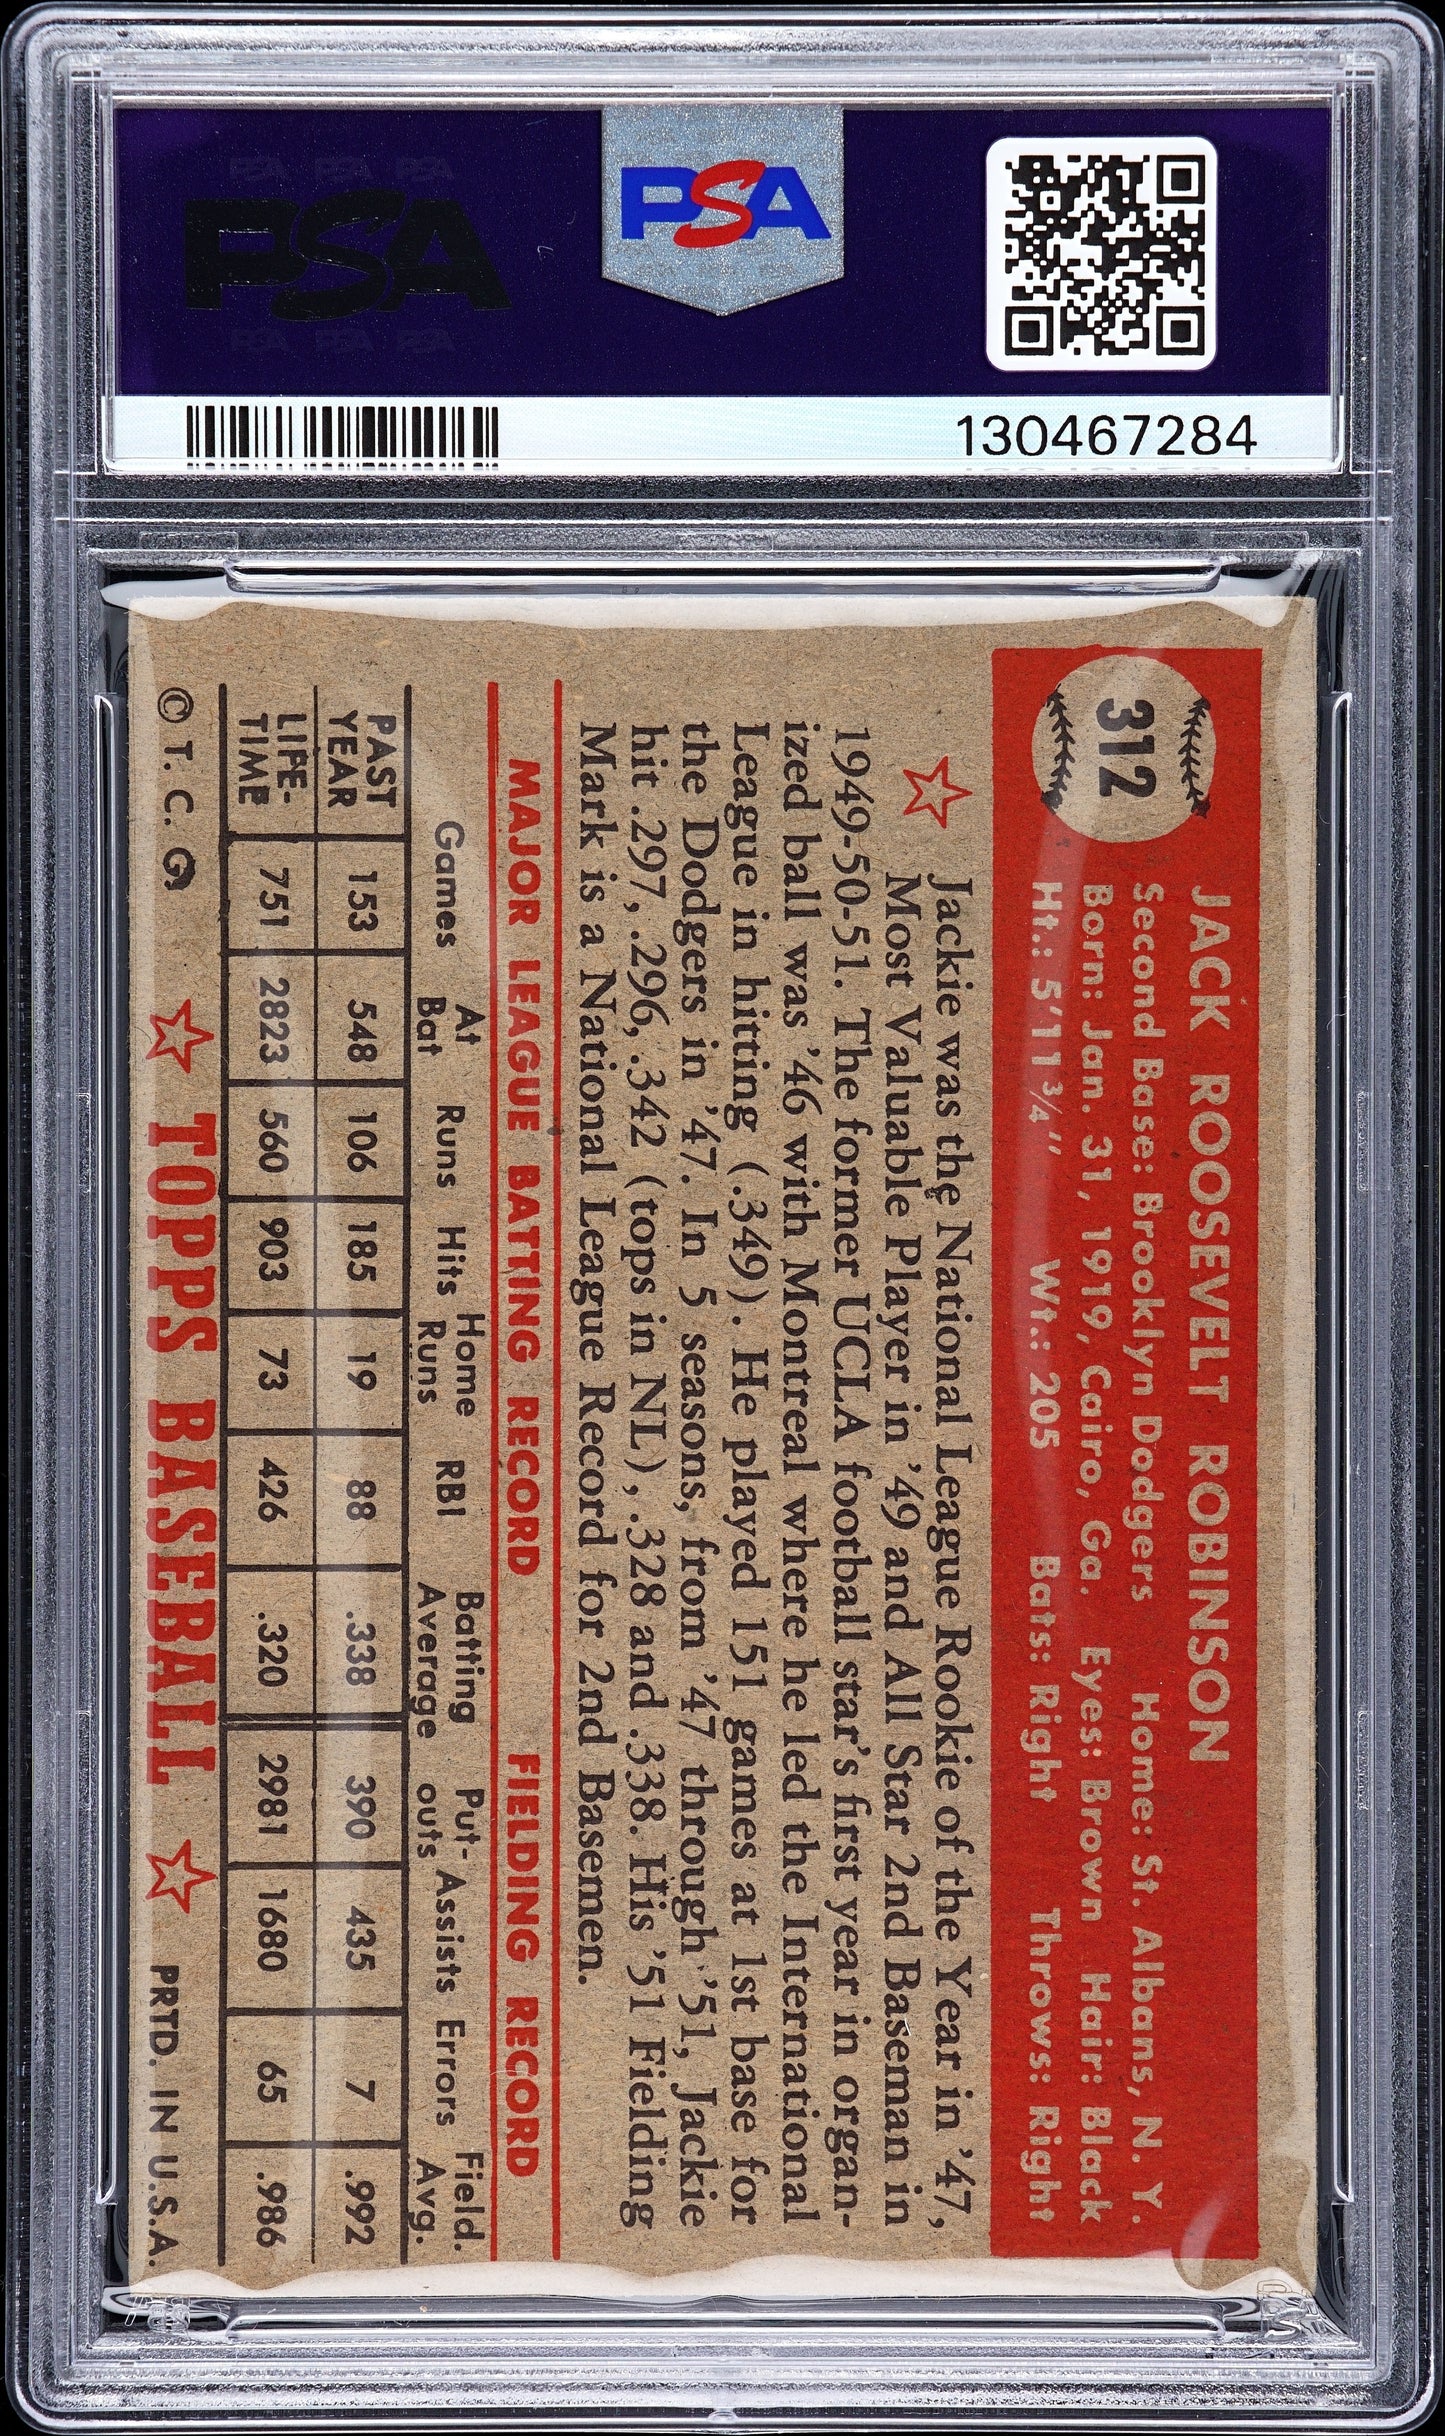 PSA PSA PSA
PSA
PSA PSA PSA
PSA
130467284
312
JACK ROOSEVELT ROBINSON
Second Base: Brooklyn Dodgers Home: St. Albans, N. Y.
Born: Jan. 31, 1919, Cairo, Ga. Eyes: Brown Hair: Black
Ht.: 5'11 3/4" Wt.: 205 Bats: Right Throws: Right
Jackie was the National League Rookie of the Year in '47,
Most Valuable Player in '49 and All Star 2nd Baseman in
1949-50-51. The former UCLA football star's first year in organ-
ized ball was '46 with Montreal where he led the International
League in hitting (.349). He played 151 games at 1st base for
the Dodgers in '47. In 5 seasons, from '47 through '51, Jackie
hit .297, .296, .342 (tops in NL), .328 and .338. His '51 Fielding
Mark is a National League Record for 2nd Basemen.
MAJOR LEAGUE BATTING RECORD FIELDING RECORD
Games At Bat Runs Hits Home Runs RBI Batting Average Put-outs Assists Errors Field. Avg.
PAST YEAR 153 548 106 185 19 88 .338 390 435 7 .992
LIFE-TIME 751 2823 560 903 73 426 .320 2981 1680 65 .986
© T. C. G. TOPPS BASEBALL PRTD. IN U.S.A.